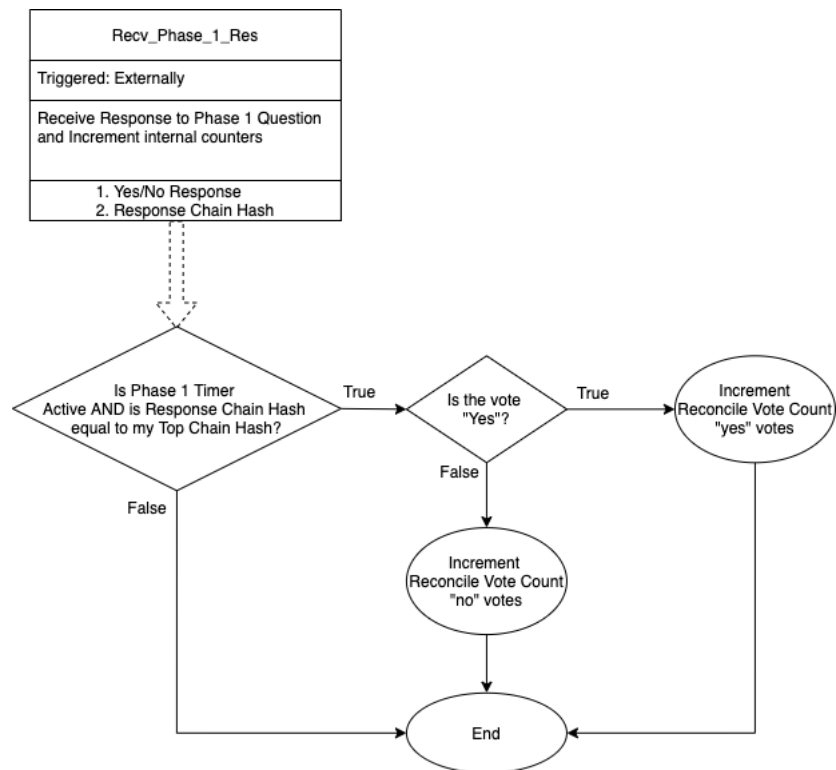 Recv_Phase_1_Res
Triggered: Externally
Receive Response to Phase 1 Question
and Increment internal counters
1. Yes/No Response
2. Response Chain Hash
Is Phase 1 Timer
Active AND is Response Chain Hash
equal to my Top Chain Hash?
True
False
Is the vote
"Yes"?
True
False
Increment
Reconcile Vote Count
"yes" votes
Increment
Reconcile Vote Count
"no" votes
End